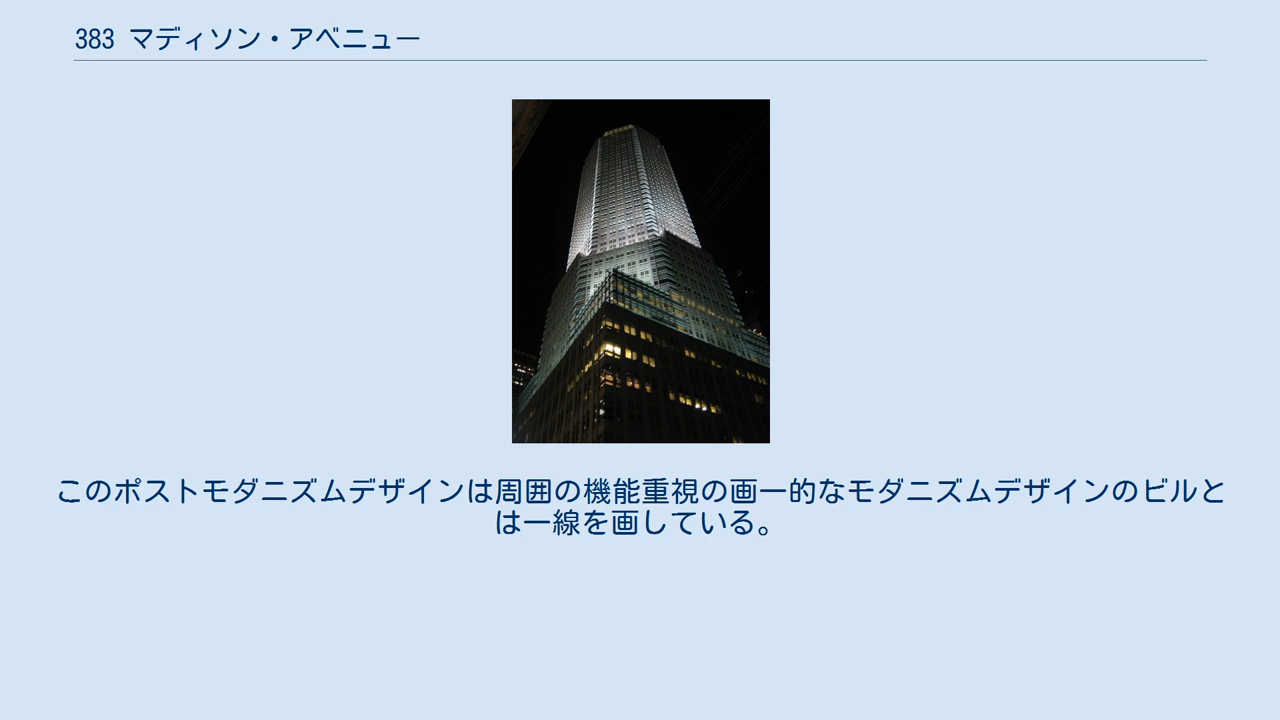 383 マディソン・アベニュー
このポストモダニズムデザインは周囲の機能重視の画一的なモダニズムデザインのビルと
は一線を画している。